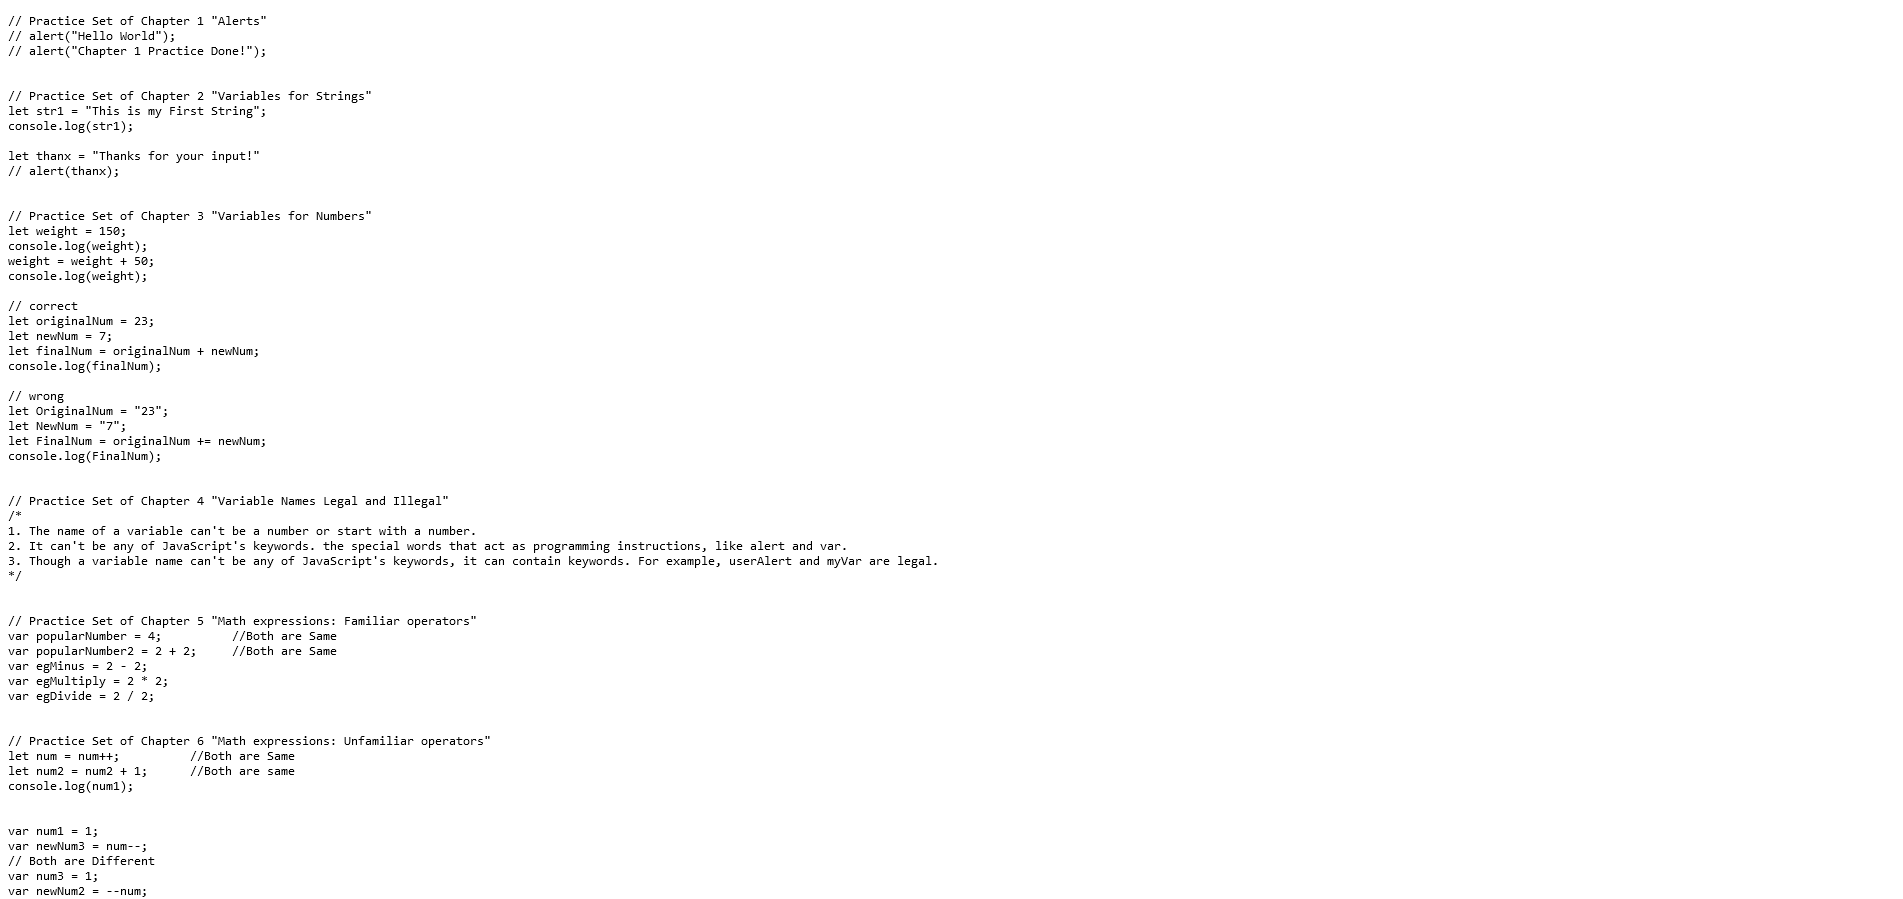 // Practice Set of Chapter 1 "Alerts"
// alert("Hello World");
// alert("Chapter 1 Practice Done!");
// Practice Set of Chapter 2 "Variables for Strings"
let str1 = "This is my First String";
console.log(str1);
let thanx = "Thanks for your input!"
// alert(thanx);
// Practice Set of Chapter 3 "Variables for Numbers"
let weight = 150;
console.log(weight);
weight = weight + 50;
console.log(weight);
// correct
let originalNum = 23;
let newNum = 7;
let finalNum = originalNum + newNum;
console.log(finalNum);
// wrong
let OriginalNum = "23";
let NewNum = "7";
let FinalNum = originalNum += newNum;
console.log(FinalNum);
// Practice Set of Chapter 4 "Variable Names Legal and Illegal"
/*
1. The name of a variable can't be a number or start with a number.
2. It can't be any of JavaScript's keywords. the special words that act as programming instructions, like alert and var.
3. Though a variable name can't be any of JavaScript's keywords, it can contain keywords. For example, userAlert and myVar are legal.
*/
// Practice Set of Chapter 5 "Math expressions: Familiar operators"
var popularNumber = 4;          //Both are Same
var popularNumber2 = 2 + 2;     //Both are Same
var egMinus = 2 - 2;
var egMultiply = 2 * 2;
var egDivide = 2 / 2;
// Practice Set of Chapter 6 "Math expressions: Unfamiliar operators"
let num = num++;          //Both are Same
let num2 = num2 + 1;      //Both are same
console.log(num1);
var num1 = 1;
var newNum3 = num--;
// Both are Different
var num3 = 1;
var newNum2 = --num;